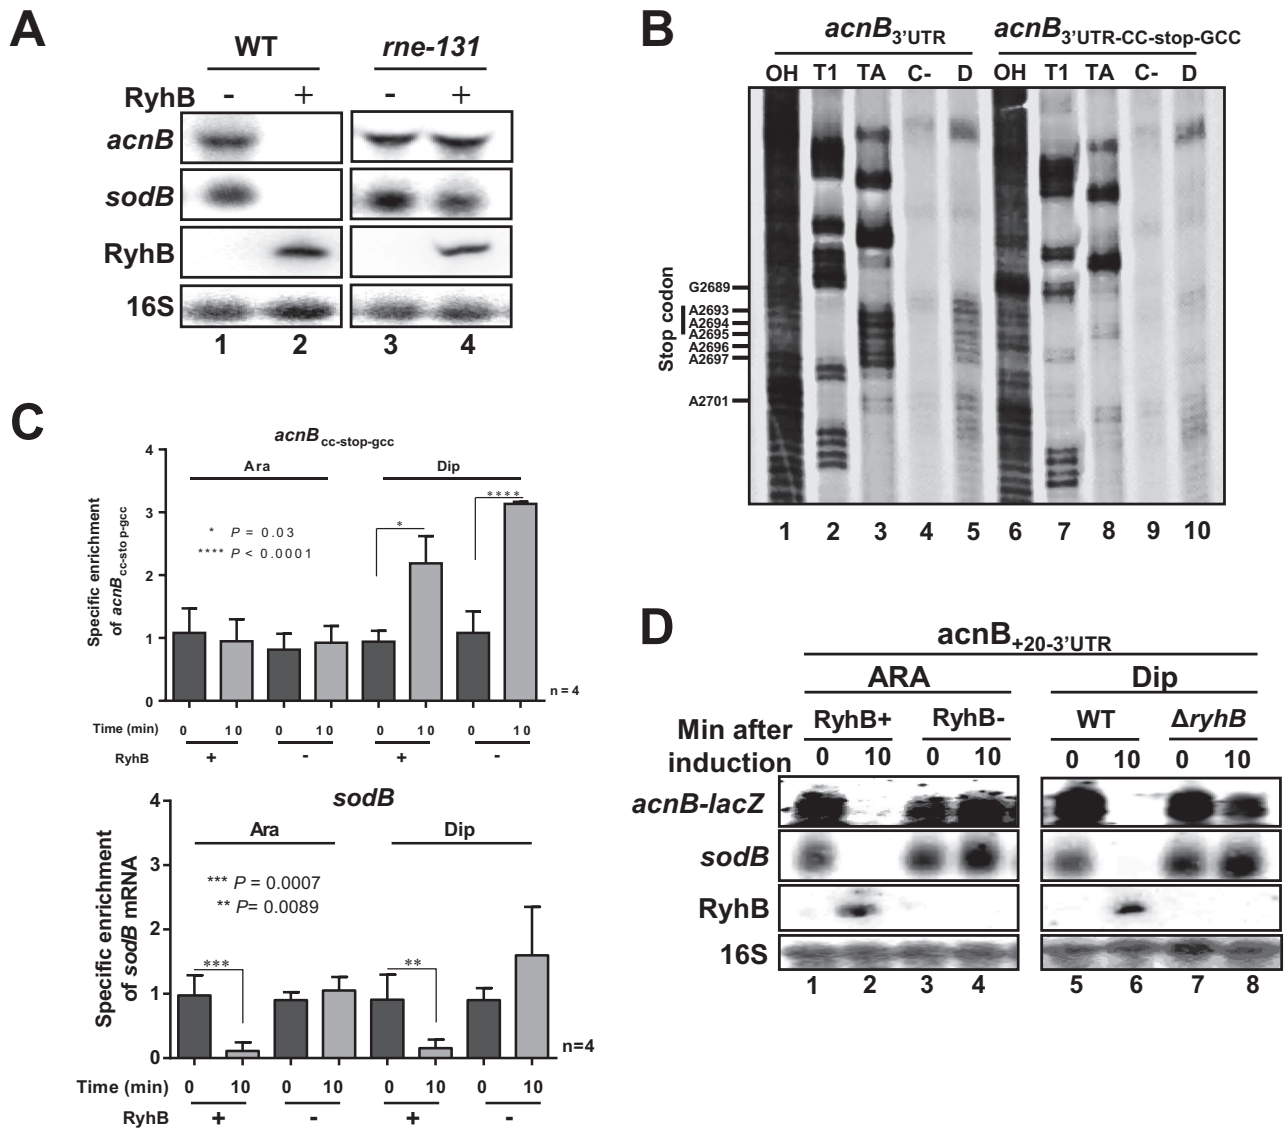 A
WT rne-131
RyhB - + - +
acnB
sodB
RyhB
16S
1 2 3 4
B
acnB3'UTR acnB3'UTR-CC-stop-GCC
OH T1 TA C- D OH T1 TA C- D
Stop codon
G2689
A2693
A2694
A2695
A2696
A2697
A2701
1 2 3 4 5 6 7 8 9 10
C
acnBcc-stop-gcc
Specific enrichment
of acnBcc-sto p-gcc
4
3
2
1
0
Ara Dip
* P = 0.03
**** P < 0.0001
* ****
n = 4
Time (min) 0 10 0 10 0 10 0 10
RyhB + - + -
sodB
Specific enrichment
of sodB mRNA
4
3
2
1
0
Ara Dip
*** P = 0.0007
** P= 0.0089
*** **
n=4
Time (min) 0 10 0 10 0 10 0 10
RyhB + - + -
D
acnB+20-3'UTR
ARA Dip
Min after
induction
RyhB+ RyhB- WT ΔryhB
0 10 0 10 0 10 0 10
acnB-lacZ
sodB
RyhB
16S
1 2 3 4 5 6 7 8